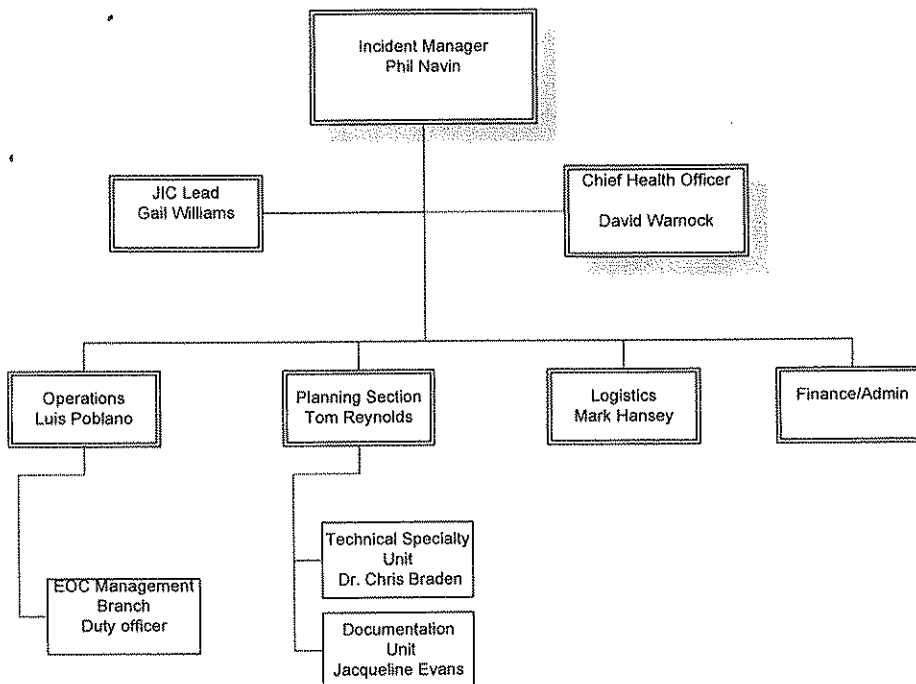 Incident Manager
Phil Navin
JIC Lead
Gail Williams
Chief Health Officer
David Warnock
Operations
Luis Poblano
Planning Section
Tom Reynolds
Logistics
Mark Hansey
Finance/Admin
EOC Management
Branch
Duty officer
Technical Specialty
Unit
Dr. Chris Braden
Documentation
Unit
Jacqueline Evans